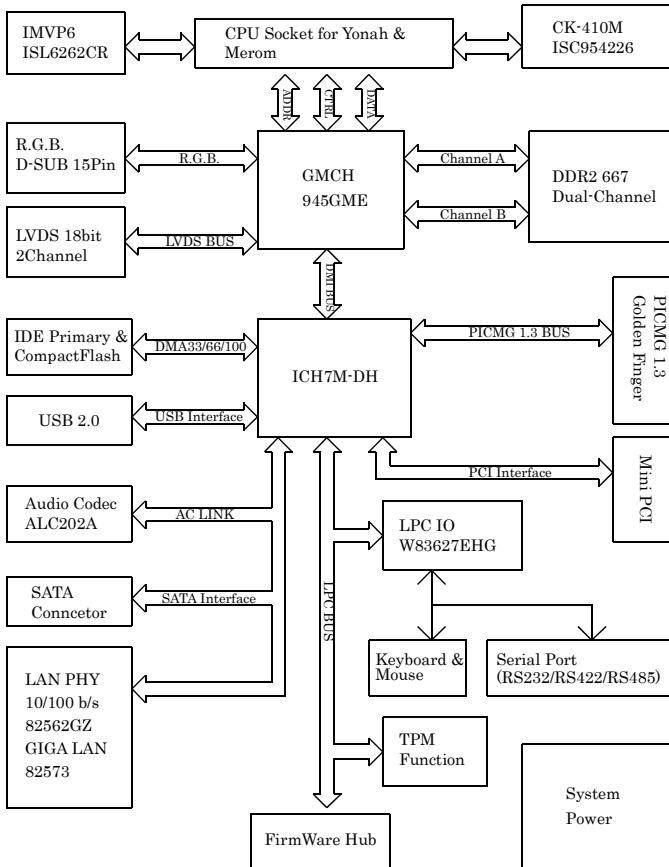 IMVP6
ISL6262CR
CPU Socket for Yonah &
Merom
CK-410M
ISC954226
ADDR
CTRL
DATA
R.G.B.
D-SUB 15Pin
R.G.B.
GMCH
945GME
Channel A
Channel B
DDR2 667
Dual-Channel
LVDS 18bit
2Channel
LVDS BUS
DMI BUS
IDE Primary &
CompactFlash
DMA33/66/100
ICH7M-DH
PICMG 1.3 BUS
PICMG 1.3
Golden Finger
USB 2.0
USB Interface
PCI Interface
Mini PCI
Audio Codec
ALC202A
AC LINK
LPC IO
W83627EHG
SATA
Conncetor
SATA Interface
LPC BUS
Keyboard &
Mouse
Serial Port
(RS232/RS422/RS485)
LAN PHY
10/100 b/s
82562GZ
GIGA LAN
82573
TPM
Function
System
Power
FirmWare Hub